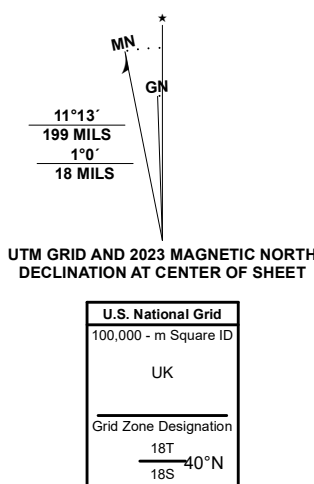 ★
MN
GN
11°13´
199 MILS
1°0´
18 MILS
UTM GRID AND 2023 MAGNETIC NORTH
DECLINATION AT CENTER OF SHEET
U.S. National Grid
100,000 - m Square ID
UK
Grid Zone Designation
18T
40°N
18S